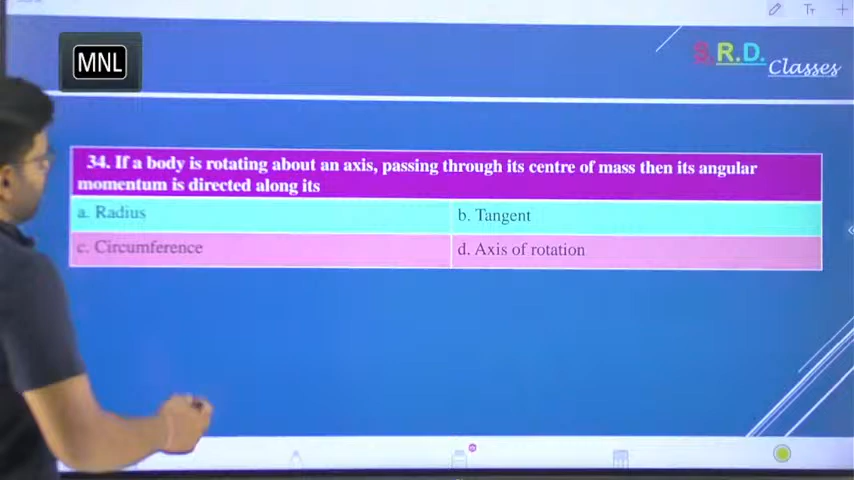 MNL
S.R.D.
Classes
34. If a body is rotating about an axis, passing through its centre of mass then its angular
momentum is directed along its
a. Radius
b. Tangent
c. Circumference
d. Axis of rotation